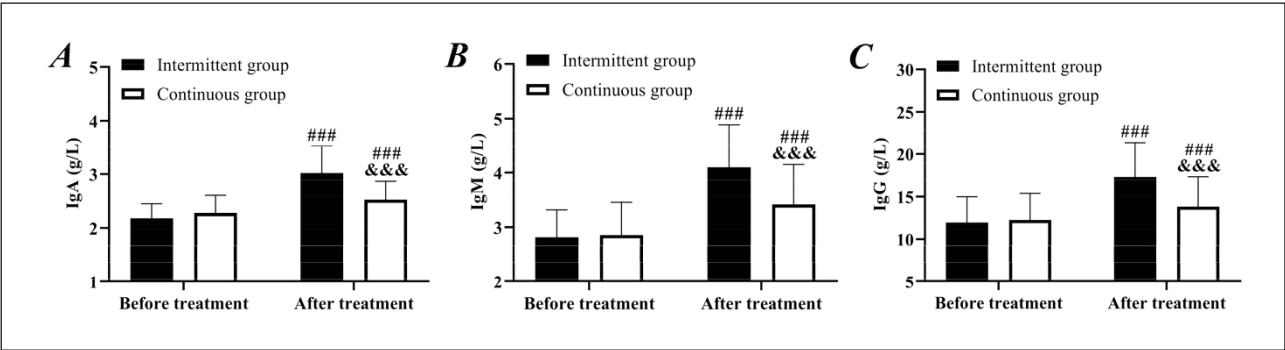 A
5
4
3
2
1
IgA (g/L)
Intermittent group
Continuous group
###
###
&&&
Before treatment
After treatment
B
6
5
4
3
2
IgM (g/L)
Intermittent group
Continuous group
###
###
&&&
Before treatment
After treatment
C
30
25
20
15
10
5
IgG (g/L)
Intermittent group
Continuous group
###
###
&&&
Before treatment
After treatment